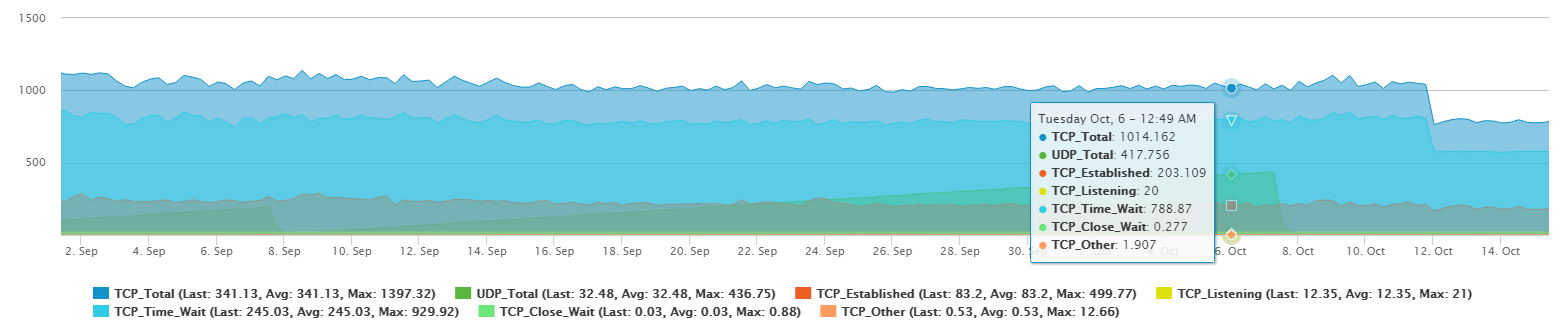 1500
1000
500
Tuesday Oct, 6 - 12:49 AM
TCP_Total: 1014.162
UDP_Total: 417.756
TCP_Established: 203.109
TCP_Listening: 20
TCP_Time_Wait: 788.87
TCP_Close_Wait: 0.277
TCP_Other: 1.907
2. Sep 4. Sep 6. Sep 8. Sep 10. Sep 12. Sep 14. Sep 16. Sep 18. Sep 20. Sep 22. Sep 24. Sep 26. Sep 28. Sep 30. Sep 2. Oct 4. Oct 6. Oct 8. Oct 10. Oct 12. Oct 14. Oct
TCP_Total (Last: 341.13, Avg: 341.13, Max: 1397.32) UDP_Total (Last: 32.48, Avg: 32.48, Max: 436.75) TCP_Established (Last: 83.2, Avg: 83.2, Max: 499.77) TCP_Listening (Last: 12.35, Avg: 12.35, Max: 21)
TCP_Time_Wait (Last: 245.03, Avg: 245.03, Max: 929.92) TCP_Close_Wait (Last: 0.03, Avg: 0.03, Max: 0.88) TCP_Other (Last: 0.53, Avg: 0.53, Max: 12.66)